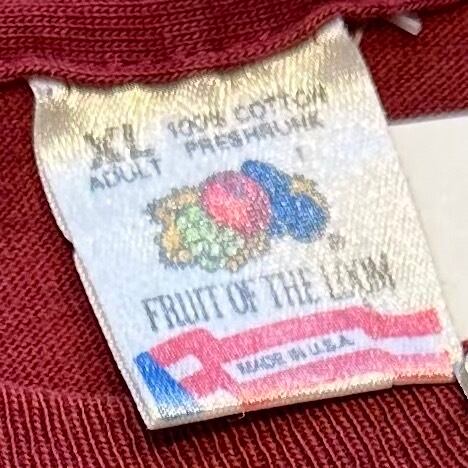 XL 100% COTTON
ADULT PRESHRUNK
®
FRUIT OF THE LOOM
MADE IN U.S.A.